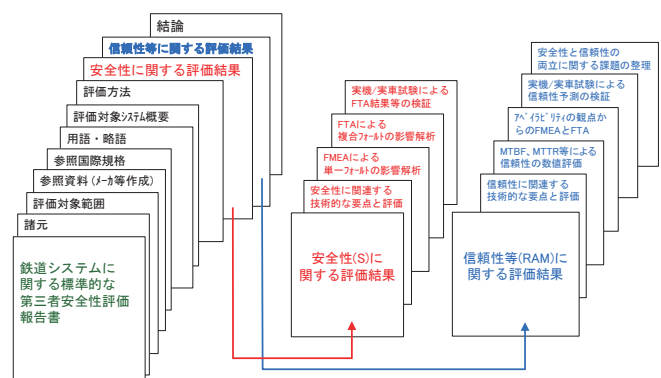 結論
信頼性等に関する評価結果
安全性に関する評価結果
評価方法
評価対象システム概要
用語・略語
参照国際規格
参照資料(メーカ等作成)
評価対象範囲
諸元
鉄道システムに
関する標準的な
第三者安全性評価
報告書
実機/実車試験による
FTA結果等の検証
FTAによる
複合フォールトの影響解析
FMEAによる
単一フォールトの影響解析
安全性に関連する
技術的な要点と評価
安全性(S)に
関する評価結果
安全性と信頼性の
両立に関する課題の整理
実機/実車試験による
信頼性予測の検証
アベイラビリティの観点か
らのFMEAとFTA
MTBF、MTTR等による
信頼性の数値評価
信頼性に関連する
技術的な要点と評価
信頼性等(RAM)に
関する評価結果